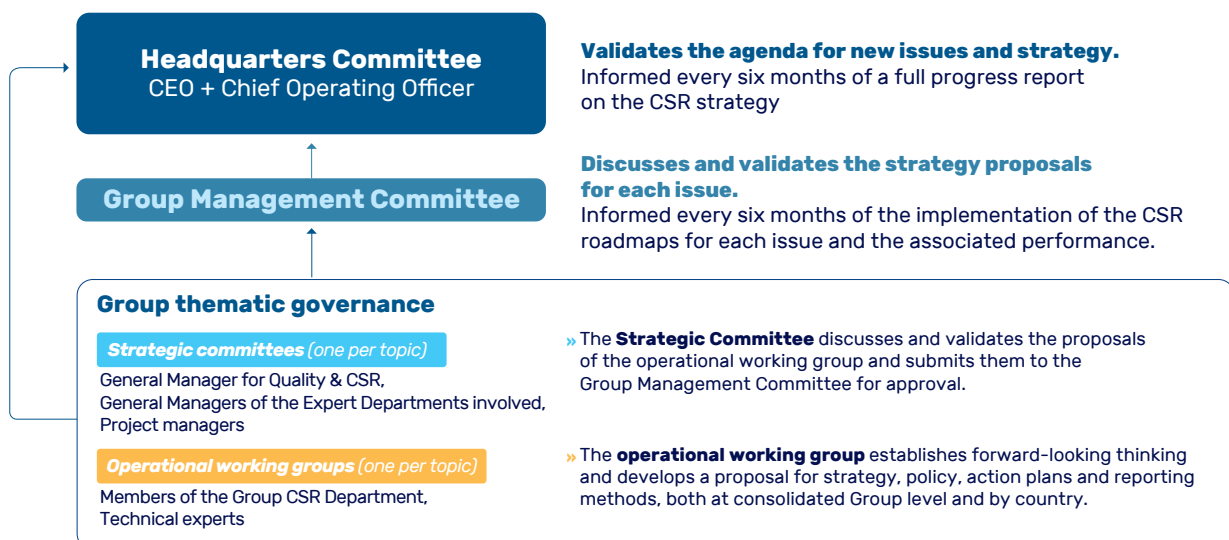 Headquarters Committee
CEO + Chief Operating Officer
Validates the agenda for new issues and strategy.
Informed every six months of a full progress report
on the CSR strategy
Group Management Committee
Discusses and validates the strategy proposals
for each issue.
Informed every six months of the implementation of the CSR
roadmaps for each issue and the associated performance.
Group thematic governance
Strategic committees (one per topic)
General Manager for Quality & CSR,
General Managers of the Expert Departments involved,
Project managers
» The Strategic Committee discusses and validates the proposals
of the operational working group and submits them to the
Group Management Committee for approval.
Operational working groups (one per topic)
Members of the Group CSR Department,
Technical experts
» The operational working group establishes forward-looking thinking
and develops a proposal for strategy, policy, action plans and reporting
methods, both at consolidated Group level and by country.